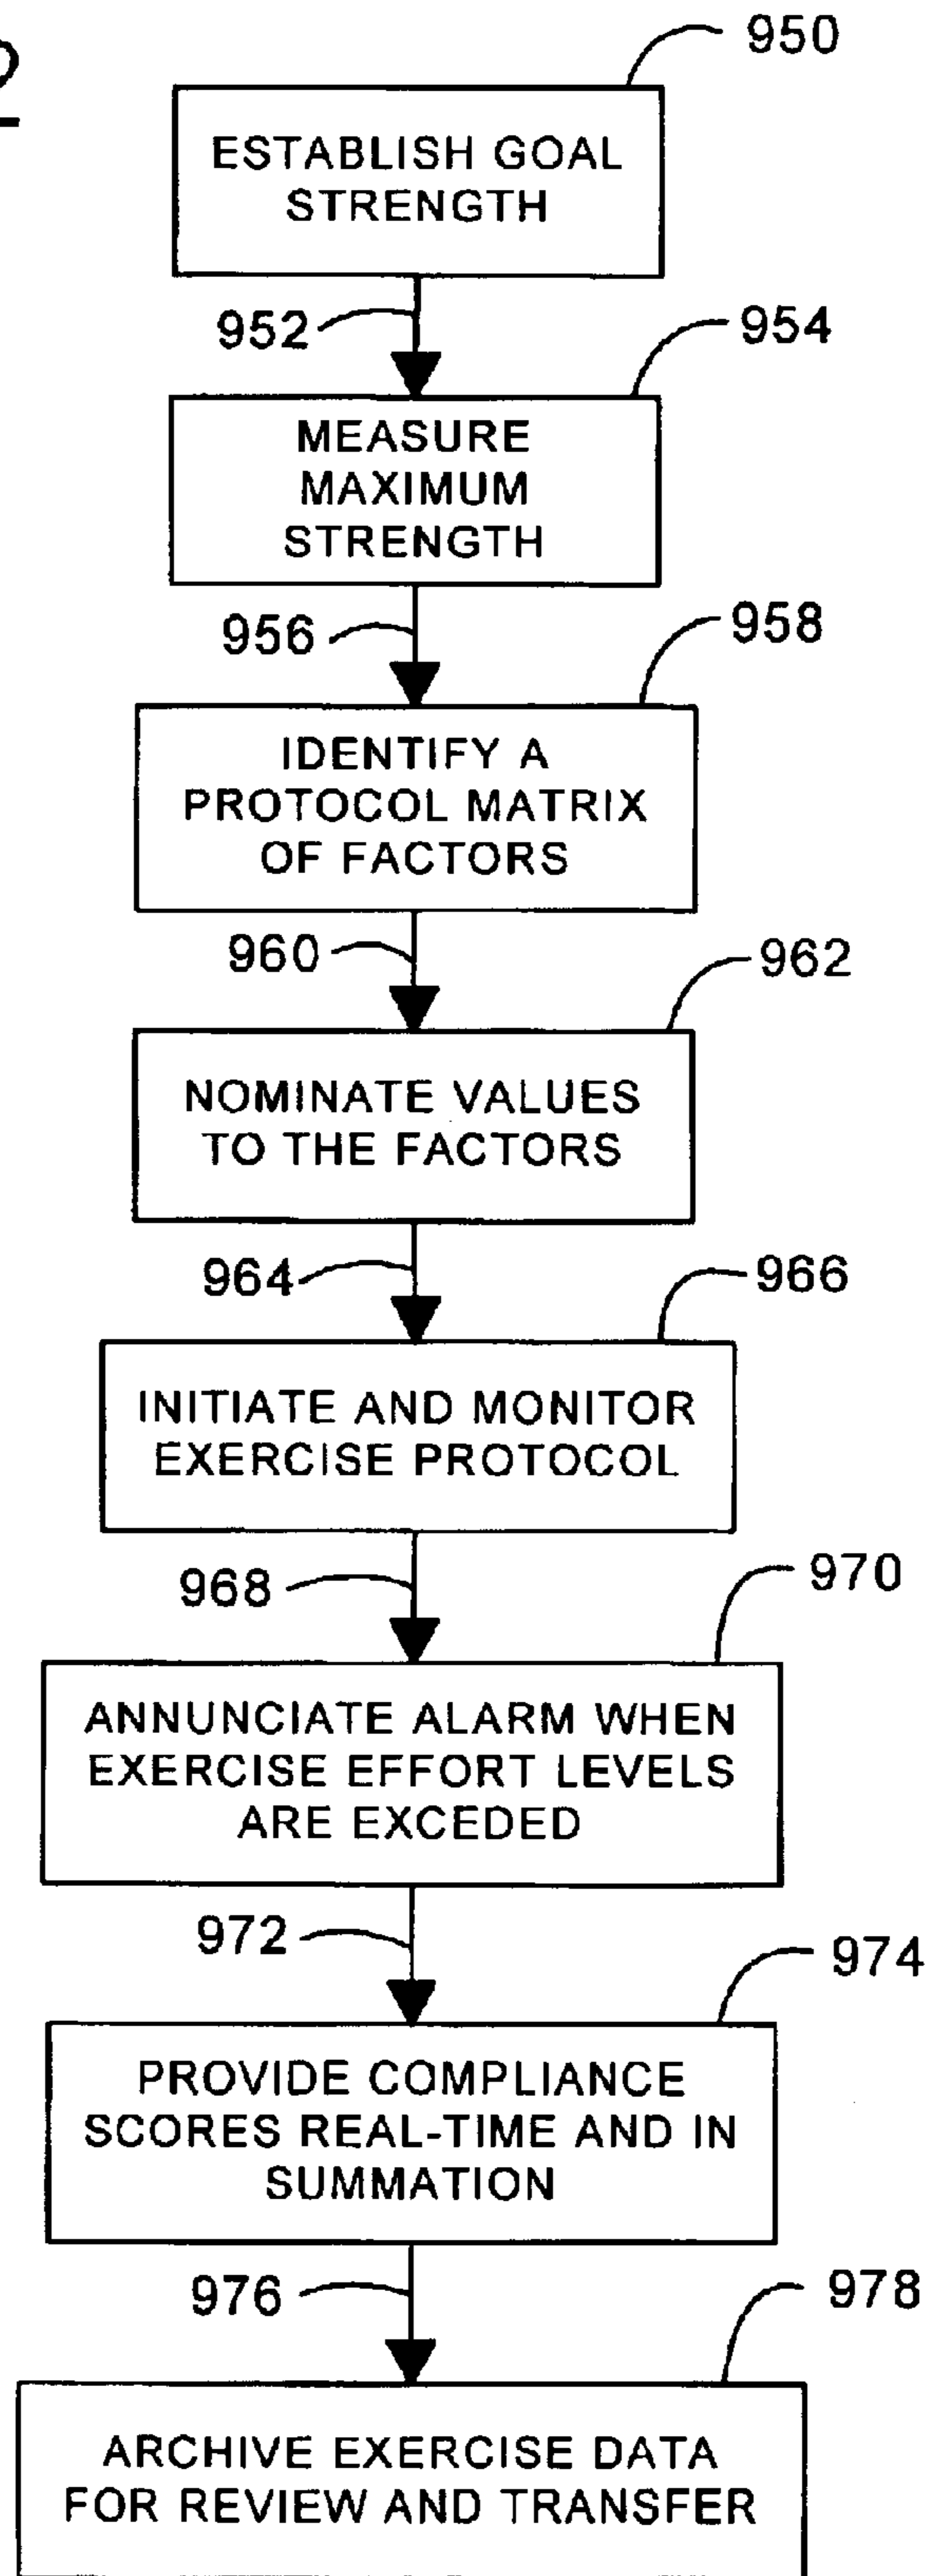 950
ESTABLISH GOAL
STRENGTH
952
954
MEASURE
MAXIMUM
STRENGTH
956
958
IDENTIFY A
PROTOCOL MATRIX
OF FACTORS
960
962
NOMINATE VALUES
TO THE FACTORS
964
966
INITIATE AND MONITOR
EXERCISE PROTOCOL
968
970
ANNUNCIATE ALARM WHEN
EXERCISE EFFORT LEVELS
ARE EXCEDED
972
974
PROVIDE COMPLIANCE
SCORES REAL-TIME AND IN
SUMMATION
976
978
ARCHIVE EXERCISE DATA
FOR REVIEW AND TRANSFER